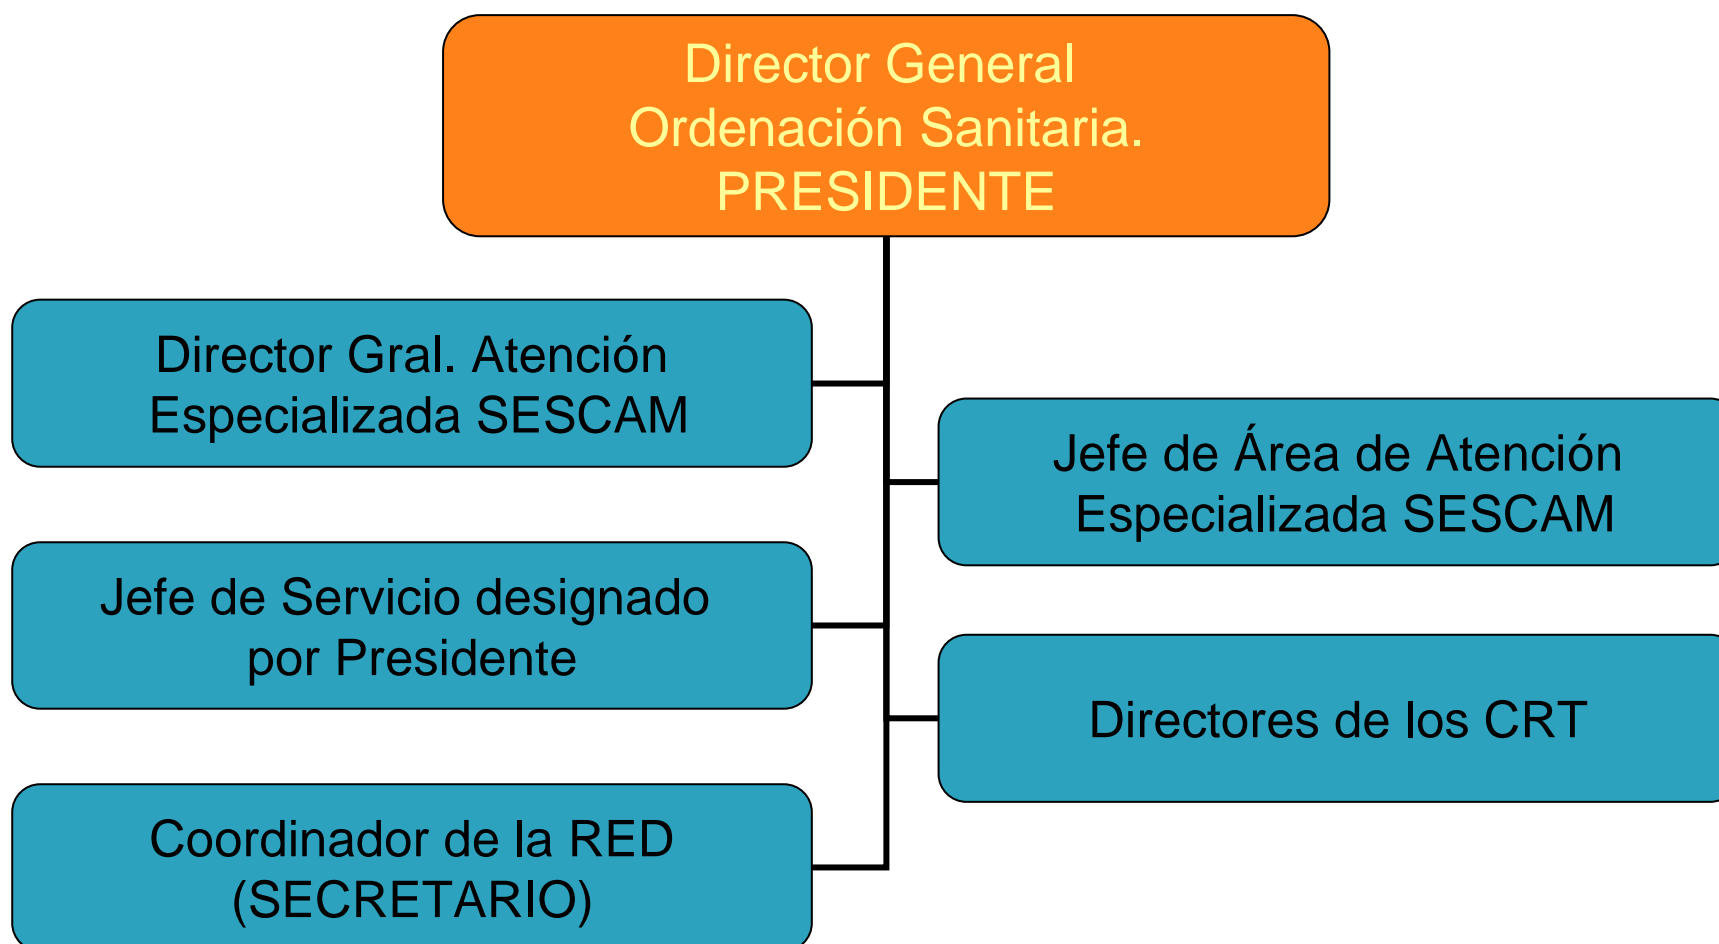 Director General
Ordenación Sanitaria.
PRESIDENTE
Director Gral. Atención
Especializada SESCAM
Jefe de Área de Atención
Especializada SESCAM
Jefe de Servicio designado
por Presidente
Directores de los CRT
Coordinador de la RED
(SECRETARIO)